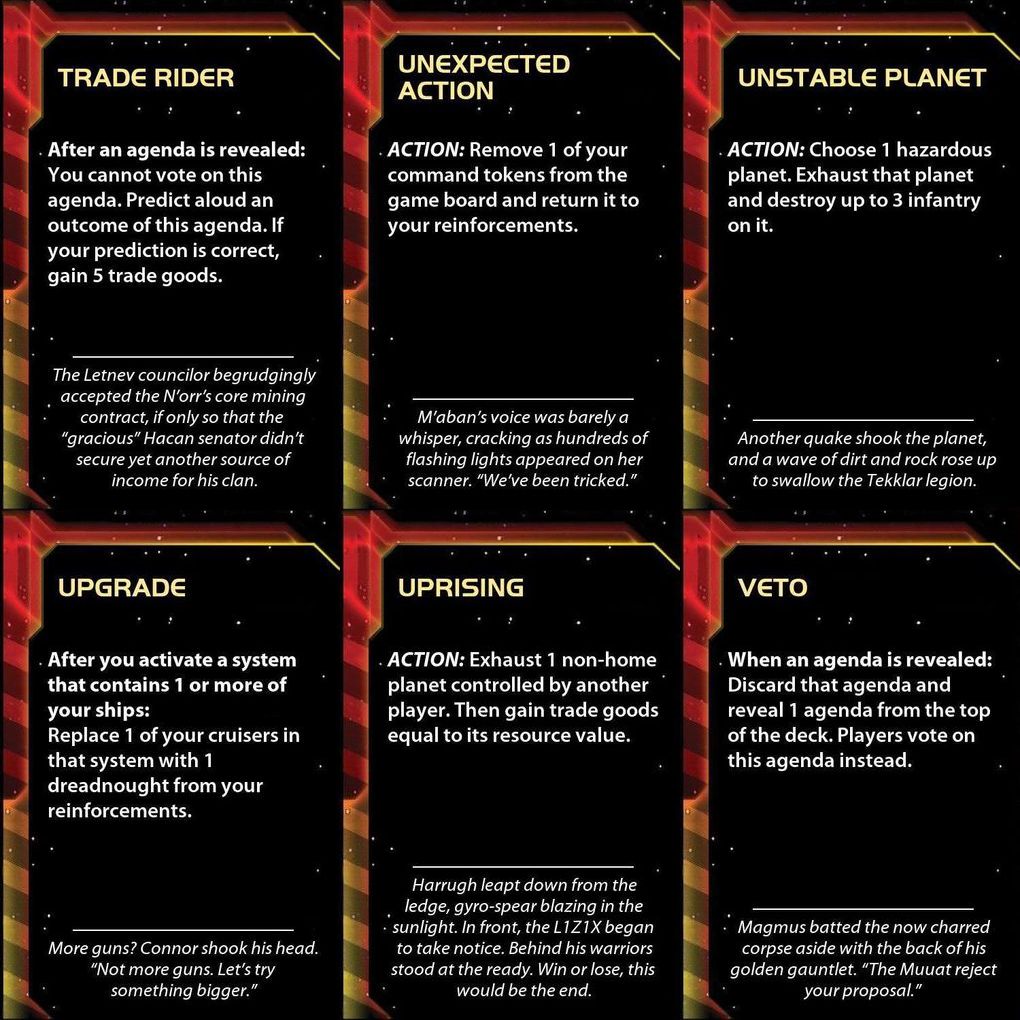 TRADE RIDER
After an agenda is revealed:
You cannot vote on this
agenda. Predict aloud an
outcome of this agenda. If
your prediction is correct,
gain 5 trade goods.
The Letnev councilor begrudgingly
accepted the N’orr’s core mining
contract, if only so that the
“gracious” Hacan senator didn’t
secure yet another source of
income for his clan.
UNEXPECTED
ACTION
ACTION: Remove 1 of your
command tokens from the
game board and return it to
your reinforcements.
M’aban’s voice was barely a
whisper, cracking as hundreds of
flashing lights appeared on her
scanner. “We’ve been tricked.”
UNSTABLE PLANET
ACTION: Choose 1 hazardous
planet. Exhaust that planet
and destroy up to 3 infantry
on it.
Another quake shook the planet,
and a wave of dirt and rock rose up
to swallow the Tekklar legion.
UPGRADE
After you activate a system
that contains 1 or more of
your ships:
Replace 1 of your cruisers in
that system with 1
dreadnought from your
reinforcements.
More guns? Connor shook his head.
“Not more guns. Let’s try
something bigger.”
UPRISING
ACTION: Exhaust 1 non-home
planet controlled by another
player. Then gain trade goods
equal to its resource value.
Harrugh leapt down from the
ledge, gyro-spear blazing in the
sunlight. In front, the L1Z1X began
to take notice. Behind his warriors
stood at the ready. Win or lose, this
would be the end.
VETO
When an agenda is revealed:
Discard that agenda and
reveal 1 agenda from the top
of the deck. Players vote on
this agenda instead.
Magmus batted the now charred
corpse aside with the back of his
golden gauntlet. “The Muuat reject
your proposal.”